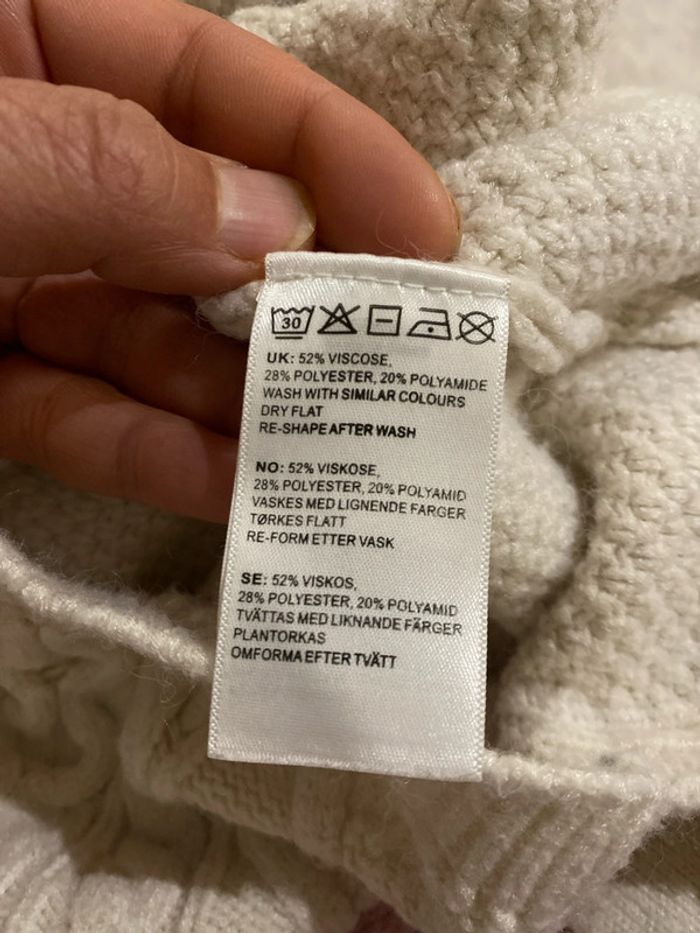 30
UK: 52% VISCOSE,
28% POLYESTER, 20% POLYAMIDE
WASH WITH SIMILAR COLOURS
DRY FLAT
RE-SHAPE AFTER WASH
NO: 52% VISKOSE,
28% POLYESTER, 20% POLYAMID
VASKES MED LIGNENDE FARGER
TØRKES FLATT
RE-FORM ETTER VASK
SE: 52% VISKOS,
28% POLYESTER, 20% POLYAMID
TVÄTTAS MED LIKNANDE FÄRGER
PLANTORKAS
OMFORMA EFTER TVÄTT